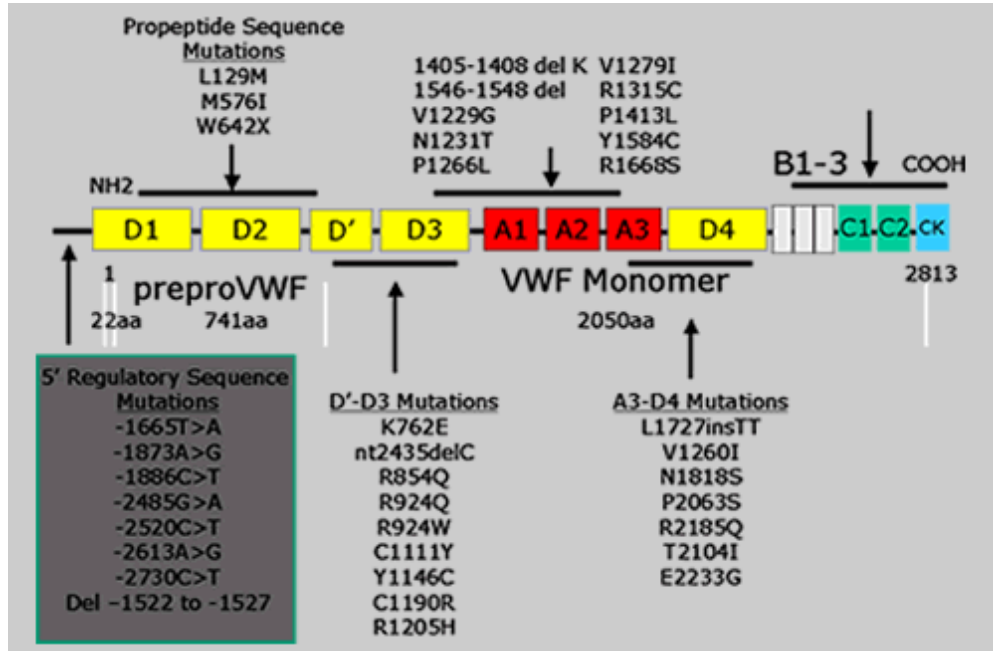 Propeptide Sequence
Mutations
L129M
M576I
W642X
1405-1408 del K V1279I
1546-1548 del R1315C
V1229G P1413L
N1231T Y1584C
P1266L R1668S
B1-3 COOH
NH2
D1 D2 D' D3 A1 A2 A3 D4 C1 C2 CK
1 preproVWF VWF Monomer 2813
22aa 741aa 2050aa
5' Regulatory Sequence
Mutations
-1665T>A
-1873A>G
-1886C>T
-2485G>A
-2520C>T
-2613A>G
-2730C>T
Del -1522 to -1527
D'-D3 Mutations
K762E
nt2435delC
R854Q
R924Q
R924W
C1111Y
Y1146C
C1190R
R1205H
A3-D4 Mutations
L1727insTT
V1260I
N1818S
P2063S
R2185Q
T2104I
E2233G